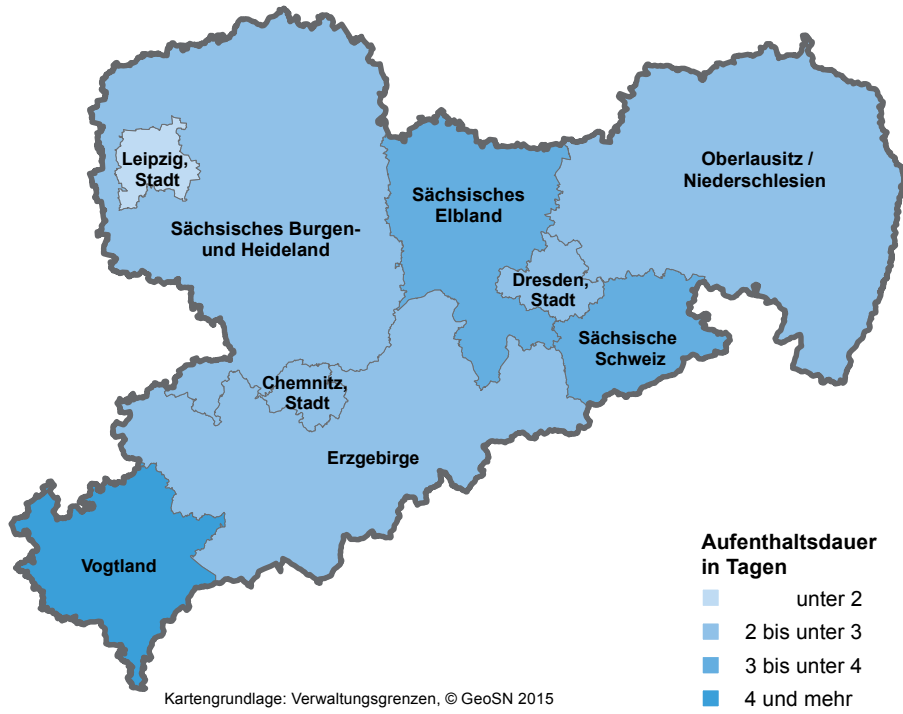 Leipzig,
Stadt
Oberlausitz /
Niederschlesien
Sächsisches
Elbland
Sächsisches Burgen-
und Heideland
Dresden,
Stadt
Sächsische
Schweiz
Chemnitz,
Stadt
Erzgebirge
Vogtland
Aufenthaltsdauer
in Tagen
unter 2
2 bis unter 3
3 bis unter 4
4 und mehr
Kartengrundlage: Verwaltungsgrenzen, © GeoSN 2015